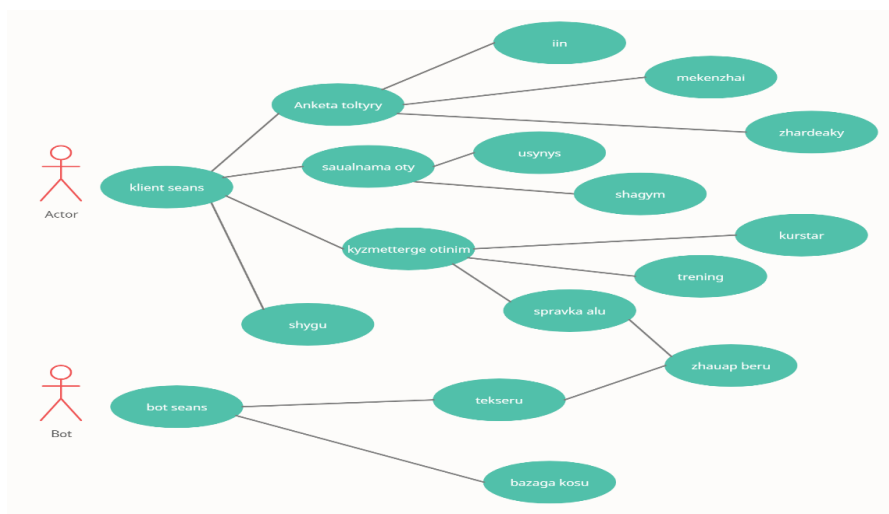 iin
mekenzhai
Anketa toltyry
zhardeaky
usynys
saualnama oty
klient seans
shagym
Actor
kurstar
kyzmetterge otinim
trening
spravka alu
shygu
zhauap beru
tekseru
bot seans
Bot
bazaga kosu